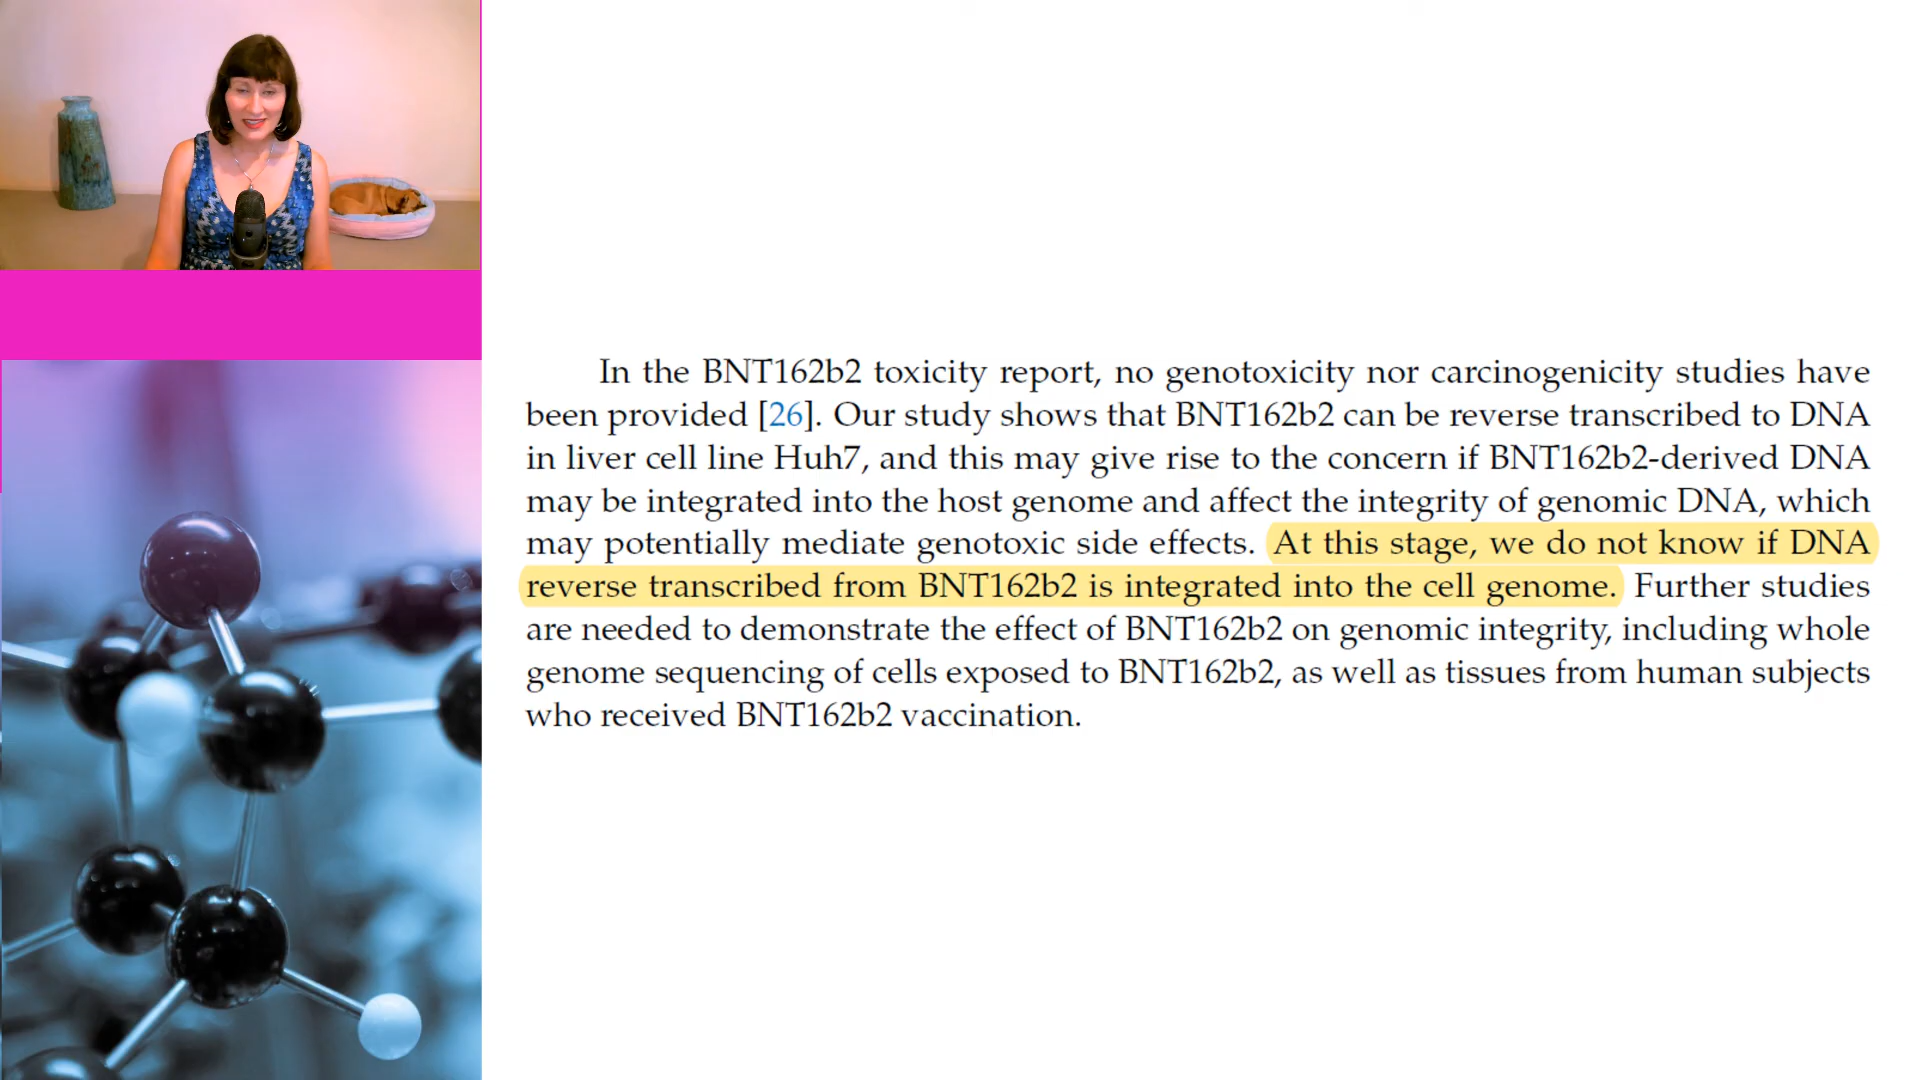 In the BNT162b2 toxicity report, no genotoxicity nor carcinogenicity studies have
been provided [26]. Our study shows that BNT162b2 can be reverse transcribed to DNA
in liver cell line Huh7, and this may give rise to the concern if BNT162b2-derived DNA
may be integrated into the host genome and affect the integrity of genomic DNA, which
may potentially mediate genotoxic side effects. At this stage, we do not know if DNA
reverse transcribed from BNT162b2 is integrated into the cell genome. Further studies
are needed to demonstrate the effect of BNT162b2 on genomic integrity, including whole
genome sequencing of cells exposed to BNT162b2, as well as tissues from human subjects
who received BNT162b2 vaccination.